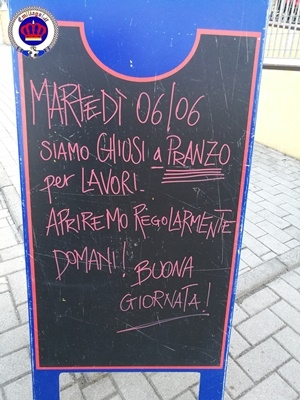 MARTEDÌ 06/06
SIAMO CHIUSI a PRANZO
per LAVORI.
APRIREMO REGOLARMENTE
DOMANI!
BUONA
GIORNATA!